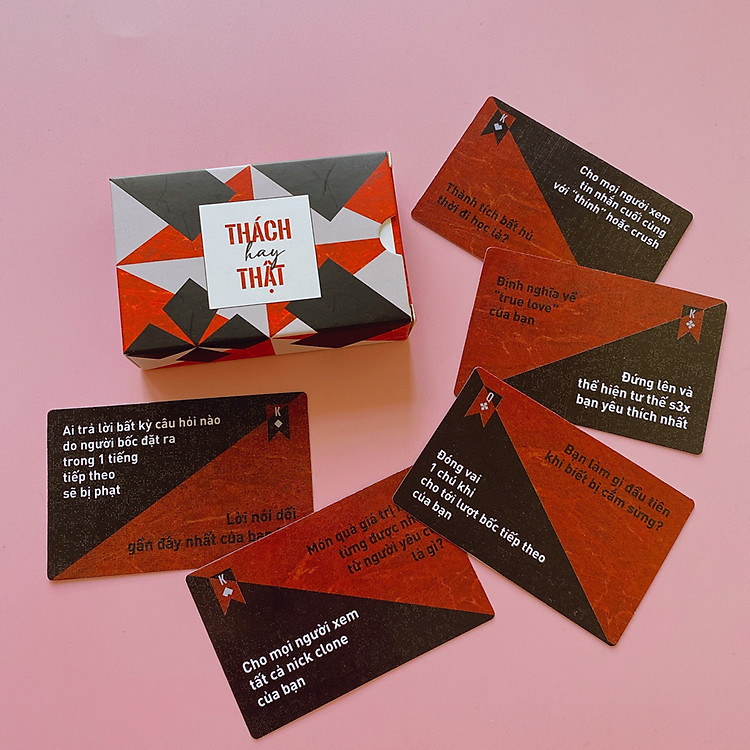 THÁCH
hay
THẬT
K
Cho mọi người xem
tin nhắn cuối cùng
với "thính" hoặc crush
Thành tích bất hủ
thời đi học là?
Định nghĩa về
"true love"
của bạn
K
Đứng lên và
thể hiện tư thế s3x
bạn yêu thích nhất
Q
Bạn làm gì đầu tiên
khi biết bị cắm sừng?
Đóng vai
1 chú khỉ
cho tới lượt bốc tiếp theo
của bạn
K
Ai trả lời bất kỳ câu hỏi nào
do người bốc đặt ra
trong 1 tiếng
tiếp theo
sẽ bị phạt
Lời nói dối
gần đây nhất của
Món quà giá trị
từng được
từ người yêu
là gì?
K
Cho mọi người xem
tất cả nick clone
của bạn